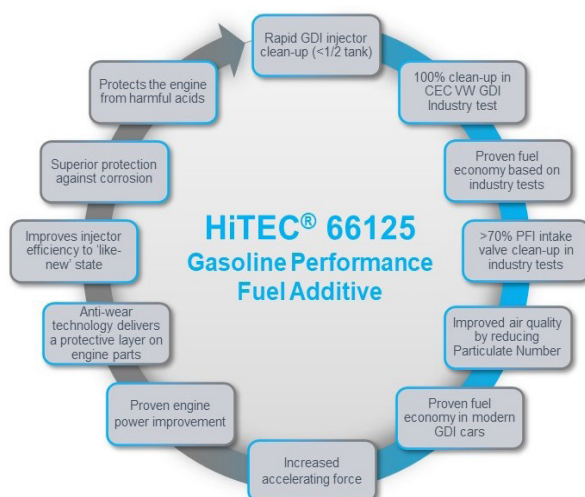 Rapid GDI injector
clean-up (<1/2 tank)
100% clean-up in
CEC VW GDI
Industry test
Proven fuel
economy based on
industry tests
>70% PFI intake
valve clean-up in
industry tests
Improved air quality
by reducing
Particulate Number
Proven fuel
economy in modern
GDI cars
Increased
accelerating force
Proven engine
power improvement
Anti-wear
technology delivers
a protective layer on
engine parts
Improves injector
efficiency to 'like-
new' state
Superior protection
against corrosion
Protects the engine
from harmful acids
HiTEC® 66125
Gasoline Performance
Fuel Additive